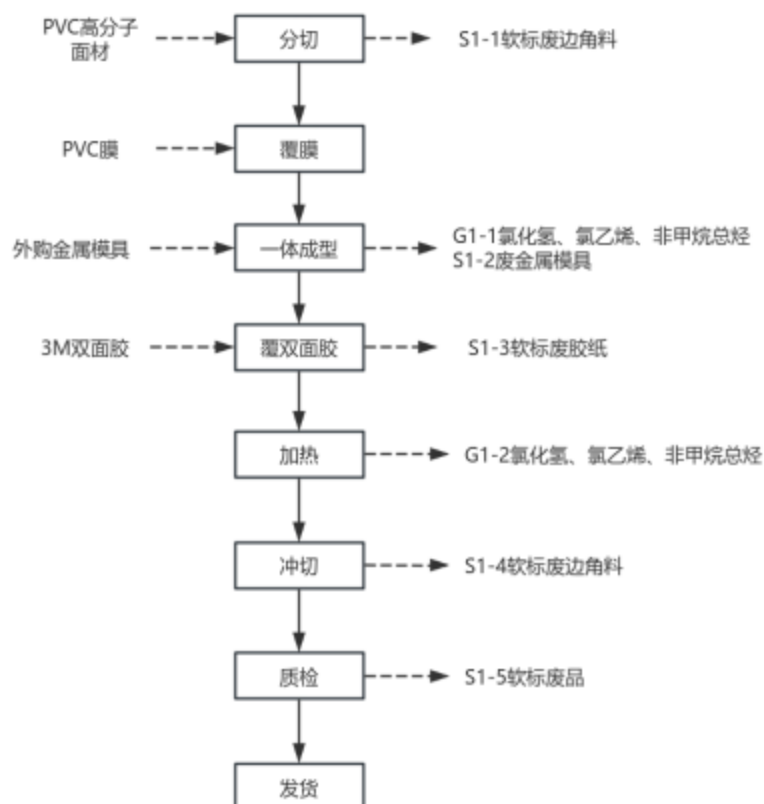 PVC高分子
面材
分切
S1-1软标废边角料
PVC膜
覆膜
外购金属模具
一体成型
G1-1氯化氢、氯乙烯、非甲烷总烃
S1-2废金属模具
3M双面胶
覆双面胶
S1-3软标废胶纸
加热
G1-2氯化氢、氯乙烯、非甲烷总烃
冲切
S1-4软标废边角料
质检
S1-5软标废品
发货